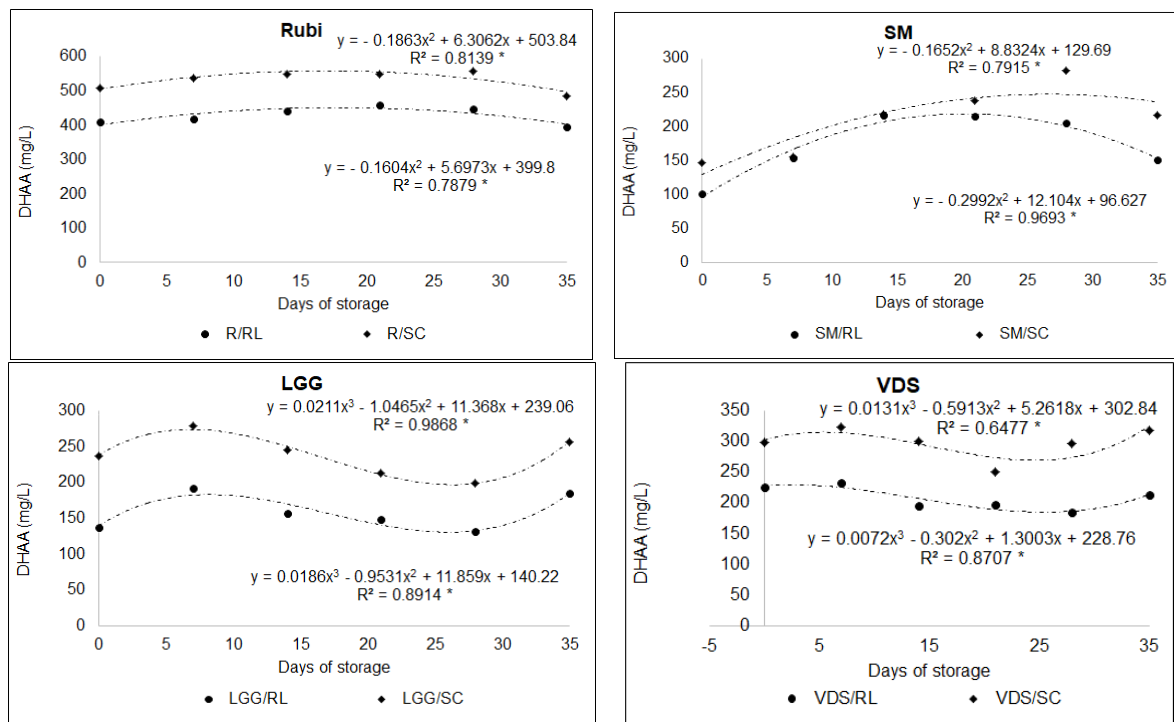 Rubi
y = - 0.1863x² + 6.3062x + 503.84
R² = 0.8139 *
600
500
400
300
200
100
0
DHAA (mg/L)
y = - 0.1604x² + 5.6973x + 399.8
R² = 0.7879 *
0 5 10 15 20 25 30 35
Days of storage
R/RL R/SC
SM
y = - 0.1652x² + 8.8324x + 129.69
R² = 0.7915 *
300
250
200
150
100
50
0
DHAA (mg/L)
y = - 0.2992x² + 12.104x + 96.627
R² = 0.9693 *
0 5 10 15 20 25 30 35
Days of storage
SM/RL SM/SC
LGG
y = 0.0211x³ - 1.0465x² + 11.368x + 239.06
R² = 0.9868 *
300
250
200
150
100
50
0
DHAA (mg/L)
y = 0.0186x³ - 0.9531x² + 11.859x + 140.22
R² = 0.8914 *
0 5 10 15 20 25 30 35
Days of storage
LGG/RL LGG/SC
VDS
y = 0.0131x³ - 0.5913x² + 5.2618x + 302.84
R² = 0.6477 *
350
300
250
200
150
100
50
0
DHAA (mg/L)
y = 0.0072x³ - 0.302x² + 1.3003x + 228.76
R² = 0.8707 *
-5 5 15 25 35
Days of storage
VDS/RL VDS/SC